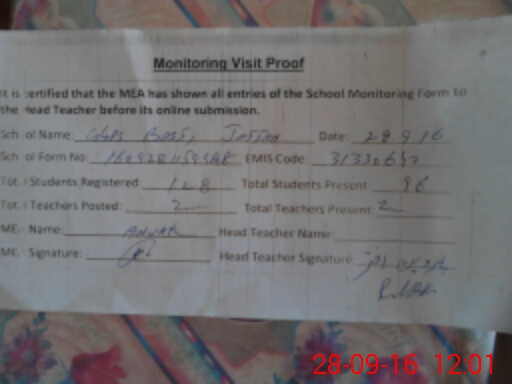 Monitoring Visit Proof
It is certified that the MEA has shown all entries of the School Monitoring Form to
the Head Teacher before its online submission.
School Name: GGPS Date: 28 9 16
School Form No: EMIS Code:
Total Students Registered: 128 Total Students Present: 96
Total Teachers Posted: 2 Total Teachers Present: 2
MEA Name: Head Teacher Name:
MEA Signature: Head Teacher Signature:
28-09-16 12:01